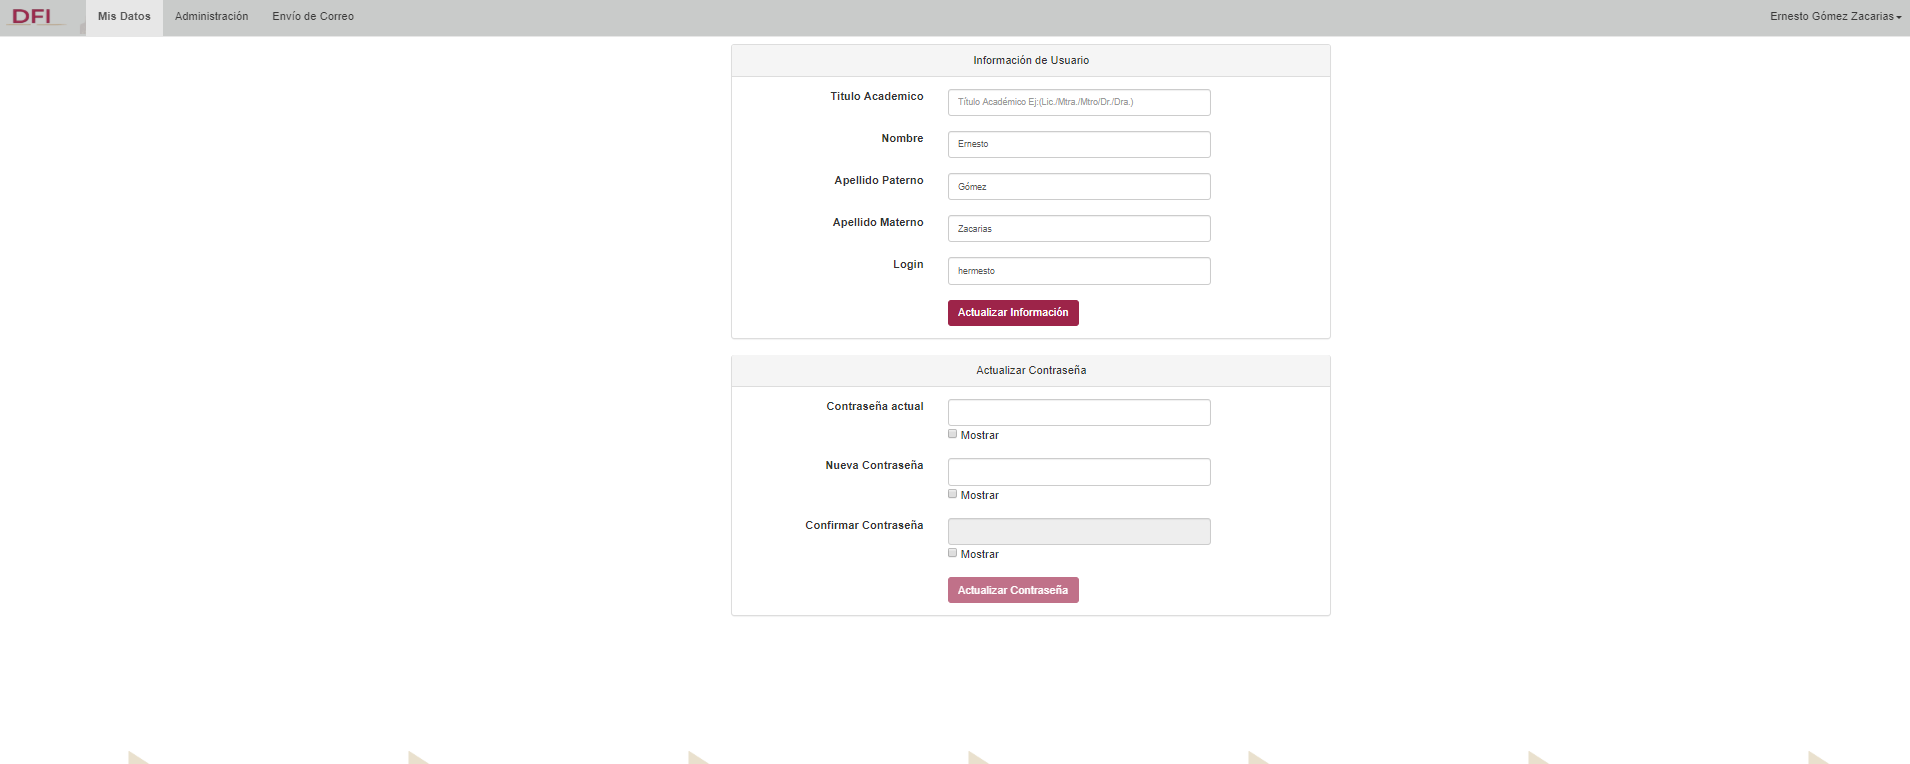 DFI Mis Datos Administración Envío de Correo Ernesto Gómez Zacarias
Información de Usuario
Titulo Academico Título Académico Ej:(Lic./Mtra./Mtro/Dr./Dra.)
Nombre Ernesto
Apellido Paterno Gómez
Apellido Materno Zacarias
Login hermesto
Actualizar Información
Actualizar Contraseña
Contraseña actual
Mostrar
Nueva Contraseña
Mostrar
Confirmar Contraseña
Mostrar
Actualizar Contraseña